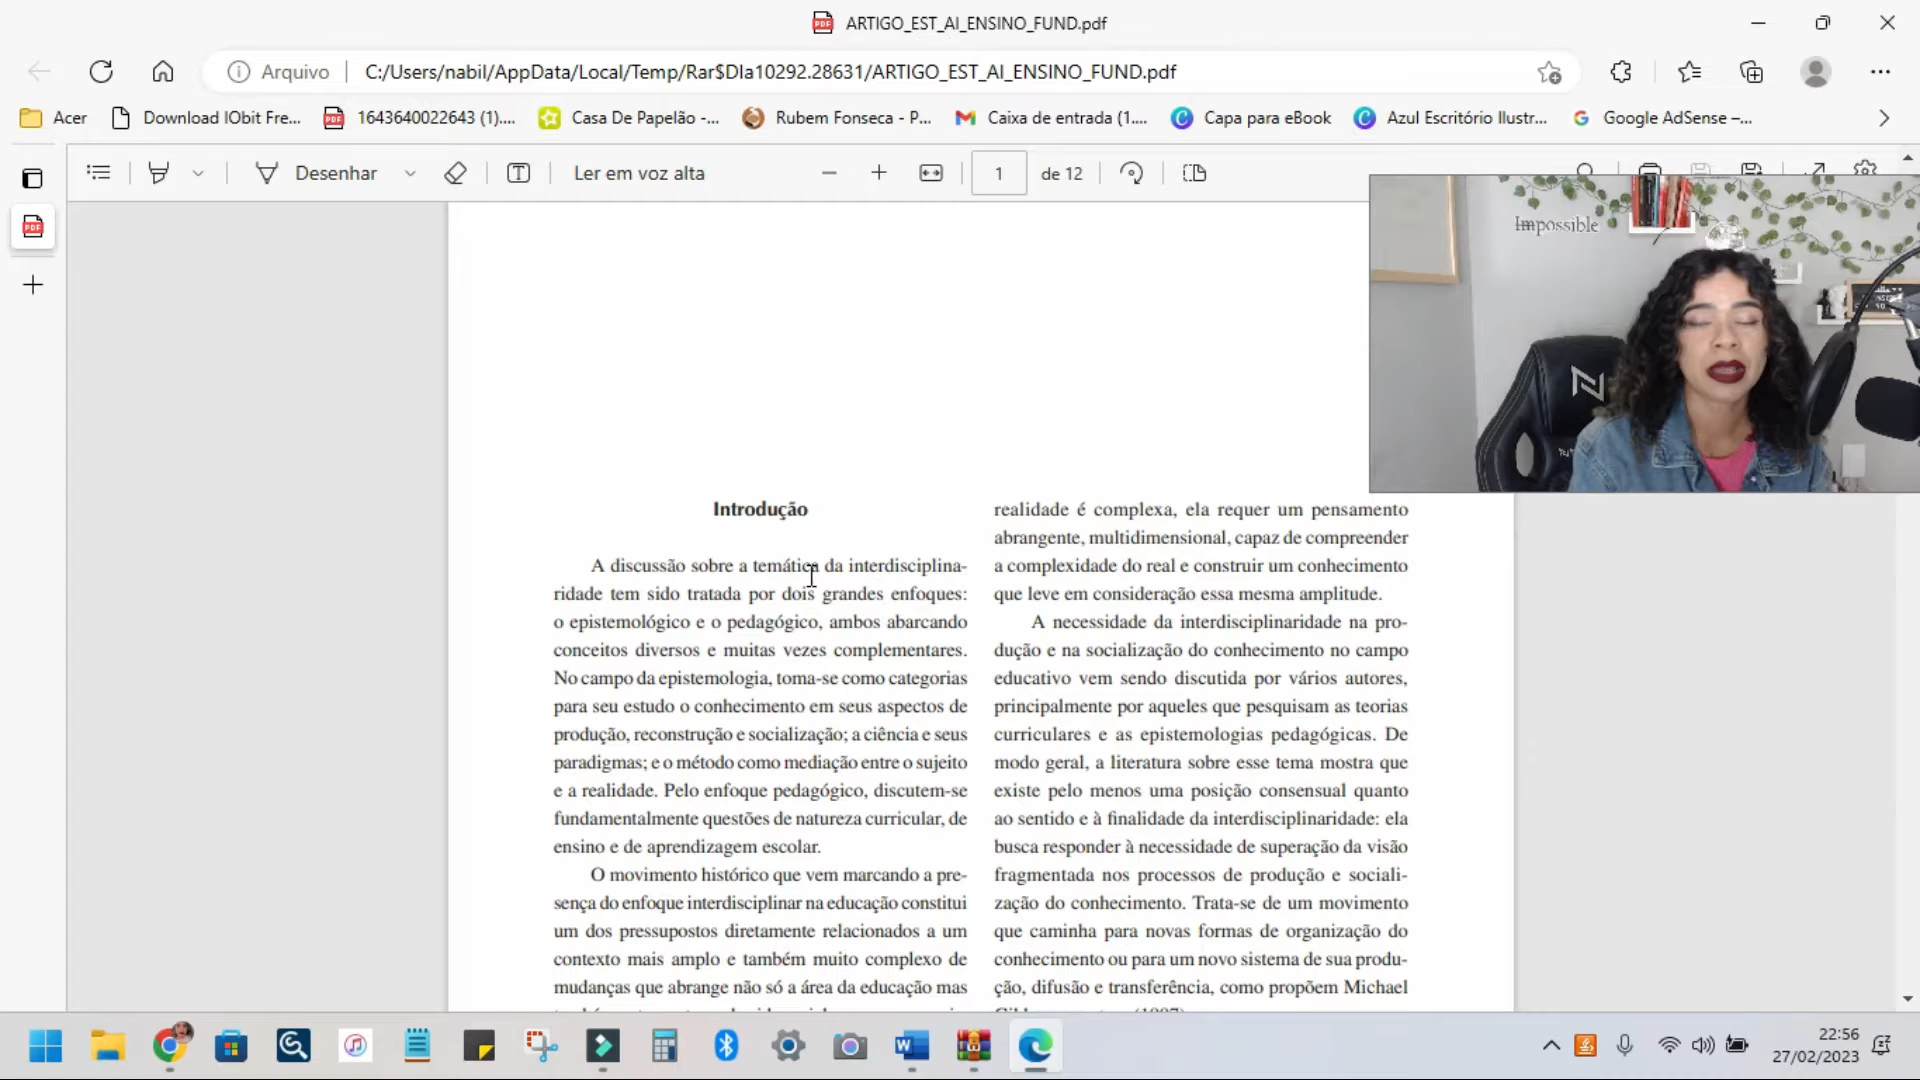 ARTIGO_EST_AI_ENSINO_FUND.pdf
Arquivo
C:/Users/nabil/AppData/Local/Temp/Rar$DIa10292.28631/ARTIGO_EST_AI_ENSINO_FUND.pdf
Acer
Download IObit Fre...
1643640022643 (1)....
Casa De Papelão -...
Rubem Fonseca - P...
Caixa de entrada (1....
Capa para eBook
Azul Escritório Ilustr...
Google AdSense –...
Desenhar
Ler em voz alta
1
de 12
Impossible
Introdução
A discussão sobre a temática da interdisciplina-
ridade tem sido tratada por dois grandes enfoques:
o epistemológico e o pedagógico, ambos abarcando
conceitos diversos e muitas vezes complementares.
No campo da epistemologia, toma-se como categorias
para seu estudo o conhecimento em seus aspectos de
produção, reconstrução e socialização; a ciência e seus
paradigmas; e o método como mediação entre o sujeito
e a realidade. Pelo enfoque pedagógico, discutem-se
fundamentalmente questões de natureza curricular, de
ensino e de aprendizagem escolar.
O movimento histórico que vem marcando a pre-
sença do enfoque interdisciplinar na educação constitui
um dos pressupostos diretamente relacionados a um
contexto mais amplo e também muito complexo de
mudanças que abrange não só a área da educação mas
realidade é complexa, ela requer um pensamento
abrangente, multidimensional, capaz de compreender
a complexidade do real e construir um conhecimento
que leve em consideração essa mesma amplitude.
A necessidade da interdisciplinaridade na pro-
dução e na socialização do conhecimento no campo
educativo vem sendo discutida por vários autores,
principalmente por aqueles que pesquisam as teorias
curriculares e as epistemologias pedagógicas. De
modo geral, a literatura sobre esse tema mostra que
existe pelo menos uma posição consensual quanto
ao sentido e à finalidade da interdisciplinaridade: ela
busca responder à necessidade de superação da visão
fragmentada nos processos de produção e sociali-
zação do conhecimento. Trata-se de um movimento
que caminha para novas formas de organização do
conhecimento ou para um novo sistema de sua produ-
ção, difusão e transferência, como propõem Michael
22:56
27/02/2023